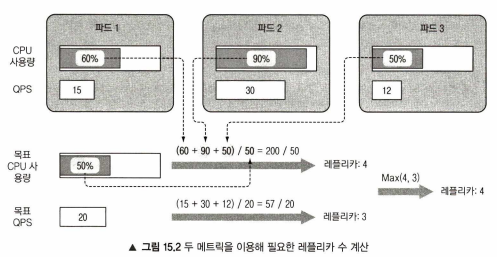 파드 1
파드 2
파드 3
CPU
사용량
60%
90%
50%
QPS
15
30
12
목표
CPU 사
용량
50%
(60 + 90 + 50) / 50 = 200 / 50
레플리카: 4
Max(4, 3)
레플리카: 4
목표
QPS
20
(15 + 30 + 12) / 20 = 57 / 20
레플리카: 3
▲ 그림 15.2 두 메트릭을 이용해 필요한 레플리카 수 계산